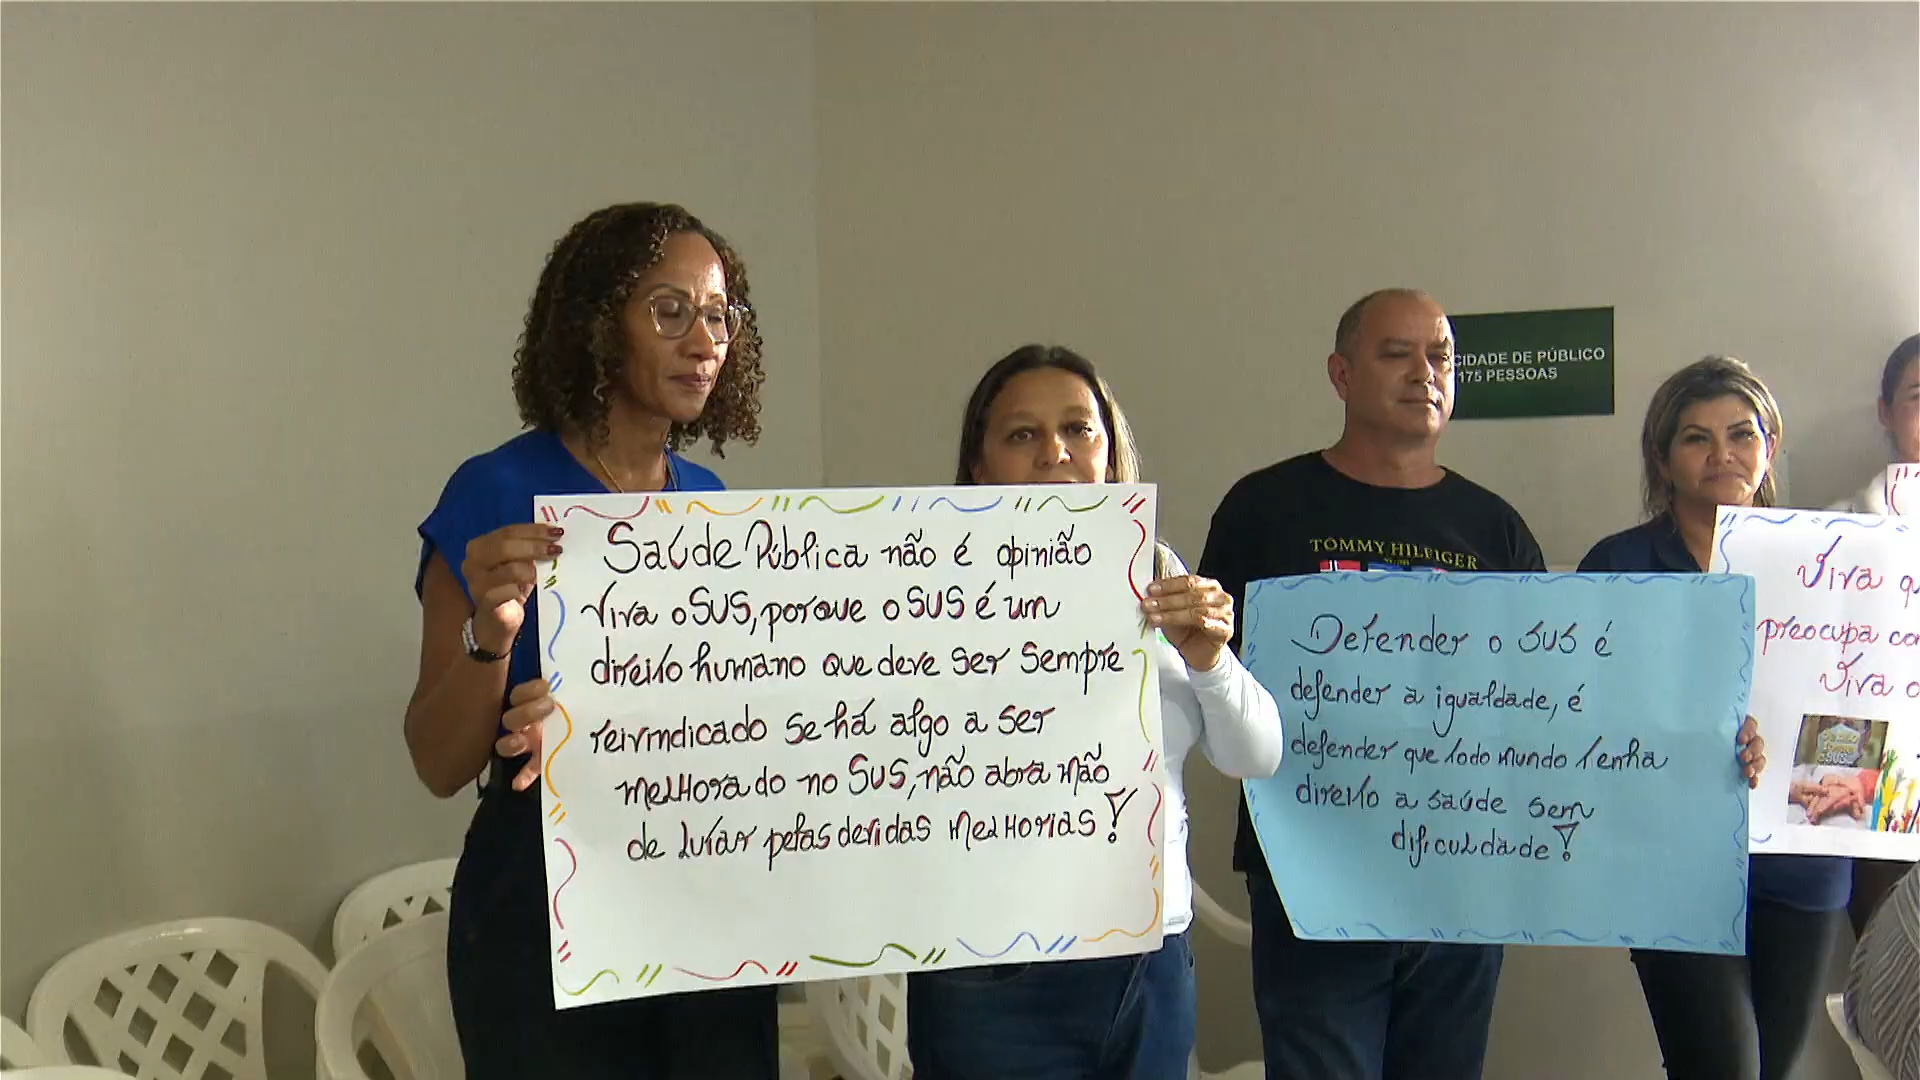 Saúde Pública não é opinião
Viva o SUS, porque o SUS é um
direito humano que deve ser sempre
reivindicado se há algo a ser
melhorado no SUS, não abra mão
de lutar pelas devidas melhorias!
CIDADE DE PÚBLICO
175 PESSOAS
TOMMY HILFIGER
Defender o SUS é
defender a igualdade, é
defender que todo mundo tenha
direito a saúde sem
dificuldade!
Viva q
preocupa co
Viva o